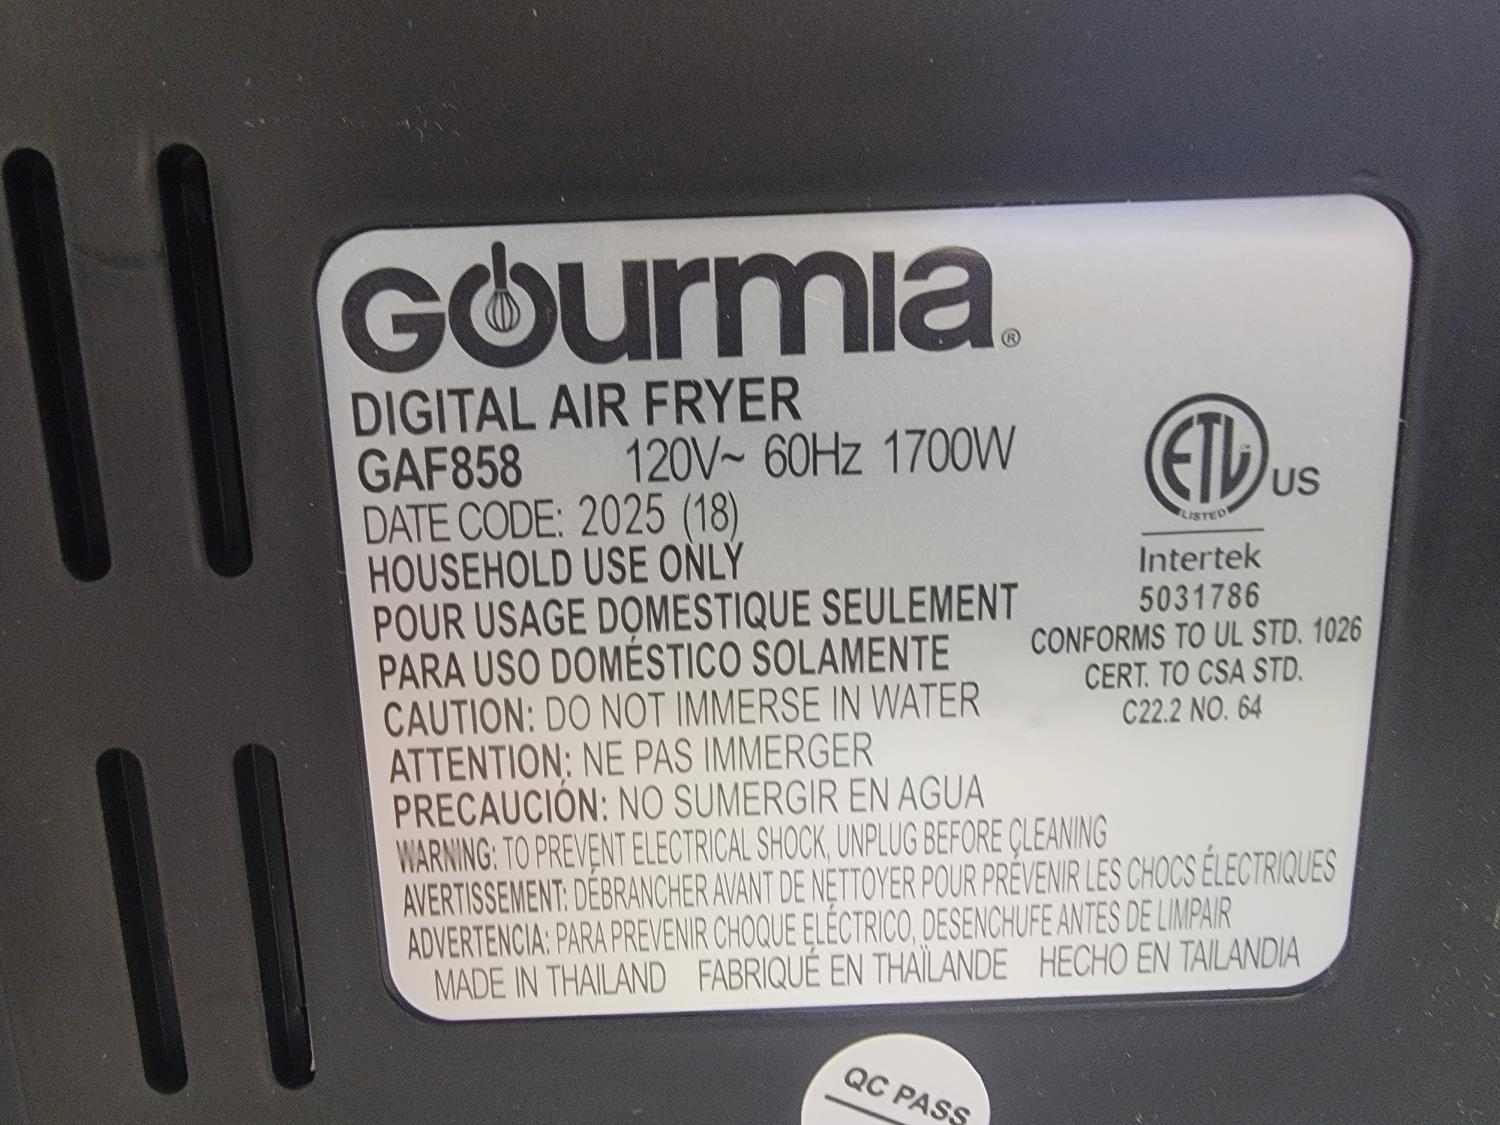 Gourmia®
DIGITAL AIR FRYER
GAF858 120V~ 60Hz 1700W
DATE CODE: 2025 (18)
HOUSEHOLD USE ONLY
POUR USAGE DOMESTIQUE SEULEMENT
PARA USO DOMÉSTICO SOLAMENTE
CAUTION: DO NOT IMMERSE IN WATER
ATTENTION: NE PAS IMMERGER
PRECAUCIÓN: NO SUMERGIR EN AGUA
WARNING: TO PREVENT ELECTRICAL SHOCK, UNPLUG BEFORE CLEANING
AVERTISSEMENT: DÉBRANCHER AVANT DE NETTOYER POUR PRÉVENIR LES CHOCS ÉLECTRIQUES
ADVERTENCIA: PARA PREVENIR CHOQUE ELÉCTRICO, DESENCHUFE ANTES DE LIMPAIR
MADE IN THAILAND FABRIQUÉ EN THAÏLANDE HECHO EN TAILANDIA
ETL US
LISTED
Intertek
5031786
CONFORMS TO UL STD. 1026
CERT. TO CSA STD.
C22.2 NO. 64
QC PASS